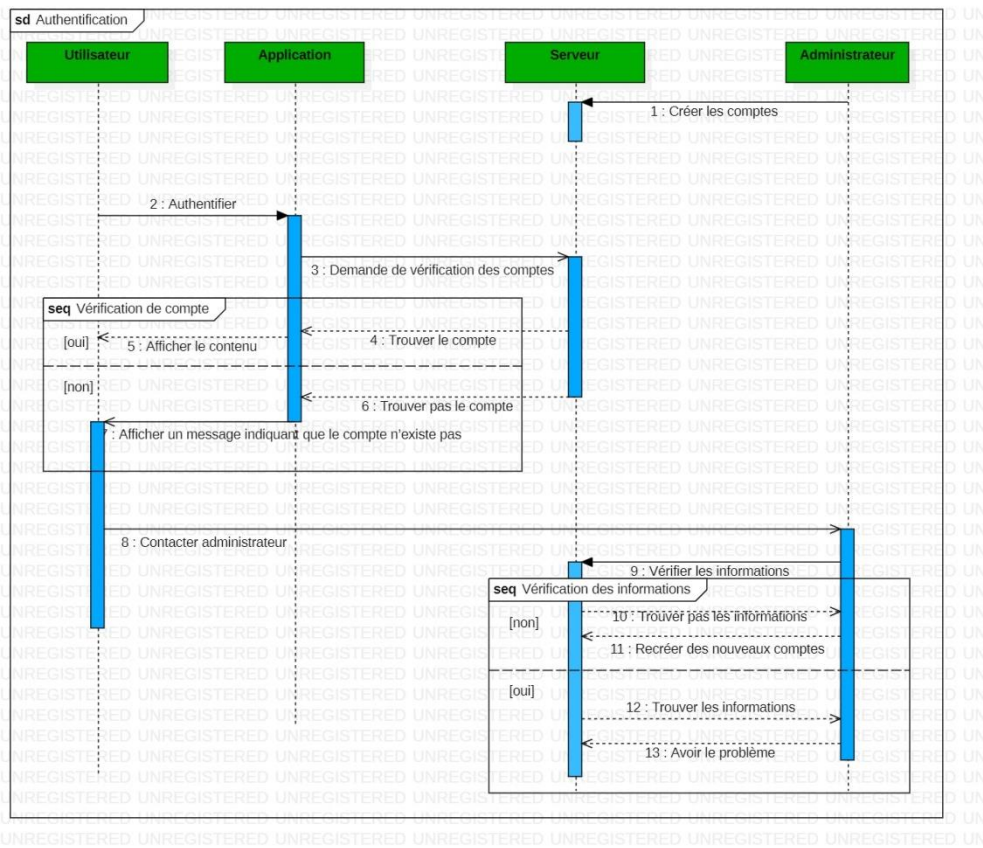 sd Authentification
Utilisateur
Application
Serveur
Administrateur
1 : Créer les comptes
2 : Authentifier
3 : Demande de vérification des comptes
seq Vérification de compte
[oui]
4 : Trouver le compte
5 : Afficher le contenu
[non]
6 : Trouver pas le compte
7 : Afficher un message indiquant que le compte n'existe pas
8 : Contacter administrateur
9 : Vérifier les informations
seq Vérification des informations
[non]
10 : Trouver pas les informations
11 : Recréer des nouveaux comptes
[oui]
12 : Trouver les informations
13 : Avoir le problème
UNREGISTERED